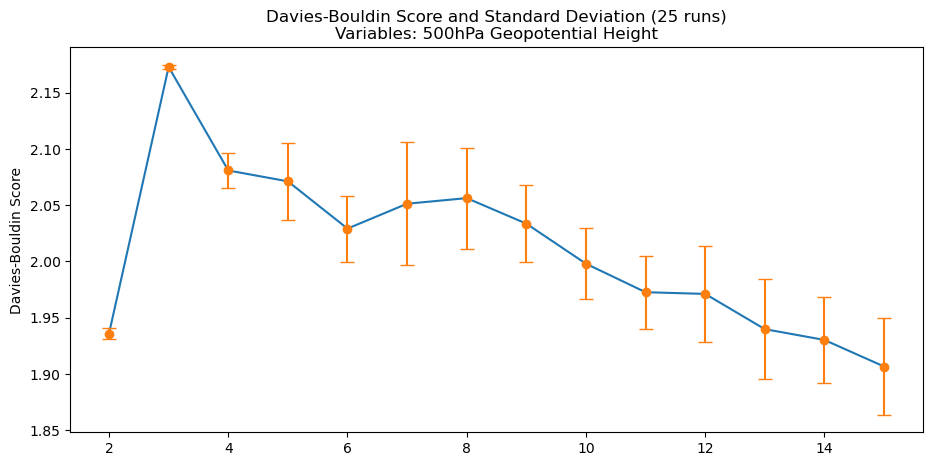 Davies-Bouldin Score and Standard Deviation (25 runs)
Variables: 500hPa Geopotential Height
Davies-Bouldin Score
2.15
2.10
2.05
2.00
1.95
1.90
1.85
2 4 6 8 10 12 14